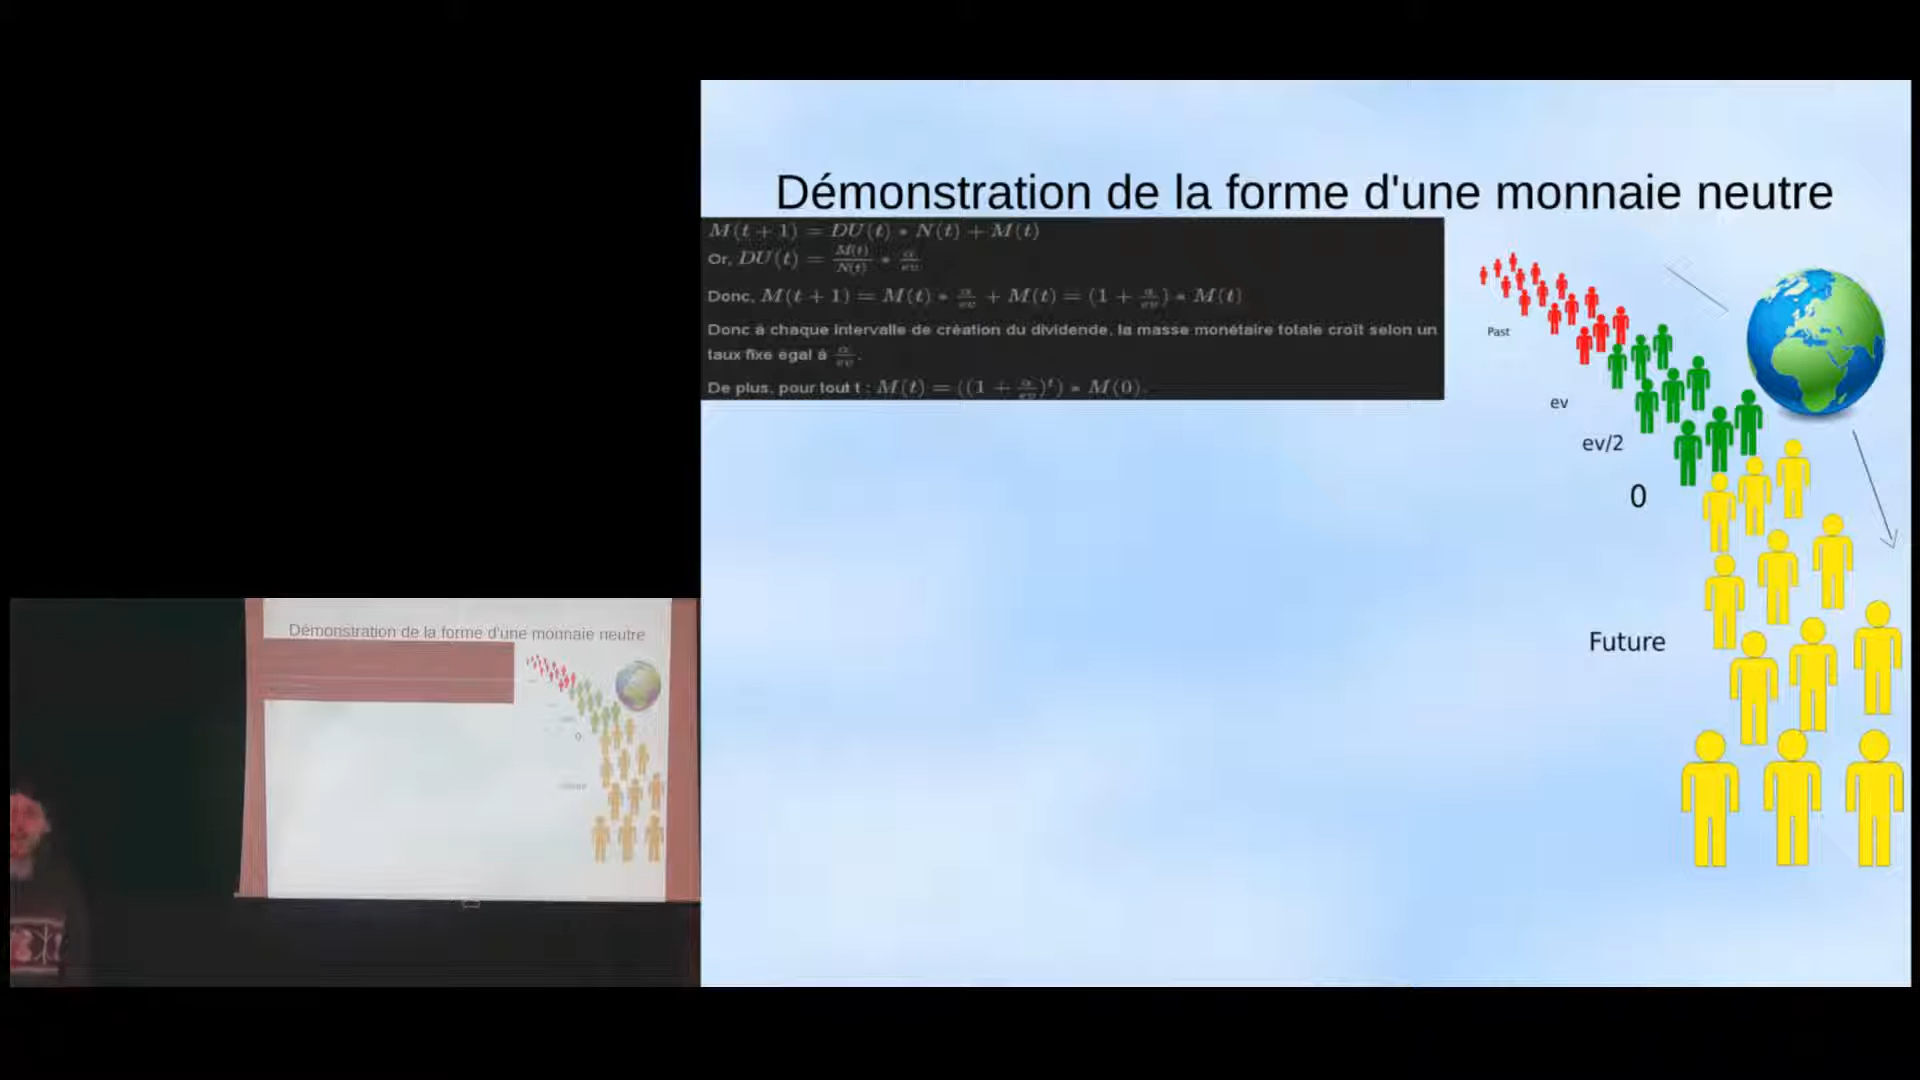 Démonstration de la forme d'une monnaie neutre
M(t + 1) = DU(t) * N(t) + M(t)
Or, DU(t) = M(t)/N(t) * α/ev
Donc, M(t + 1) = M(t) * α/ev + M(t) = (1 + α/ev) * M(t)
Donc à chaque intervalle de création du dividende, la masse monétaire totale croît selon un
taux fixe égal à α/ev.
De plus, pour tout t : M(t) = ((1 + α/ev)^t) * M(0).
Past
ev
ev/2
0
Future
Démonstration de la forme d'une monnaie neutre
0